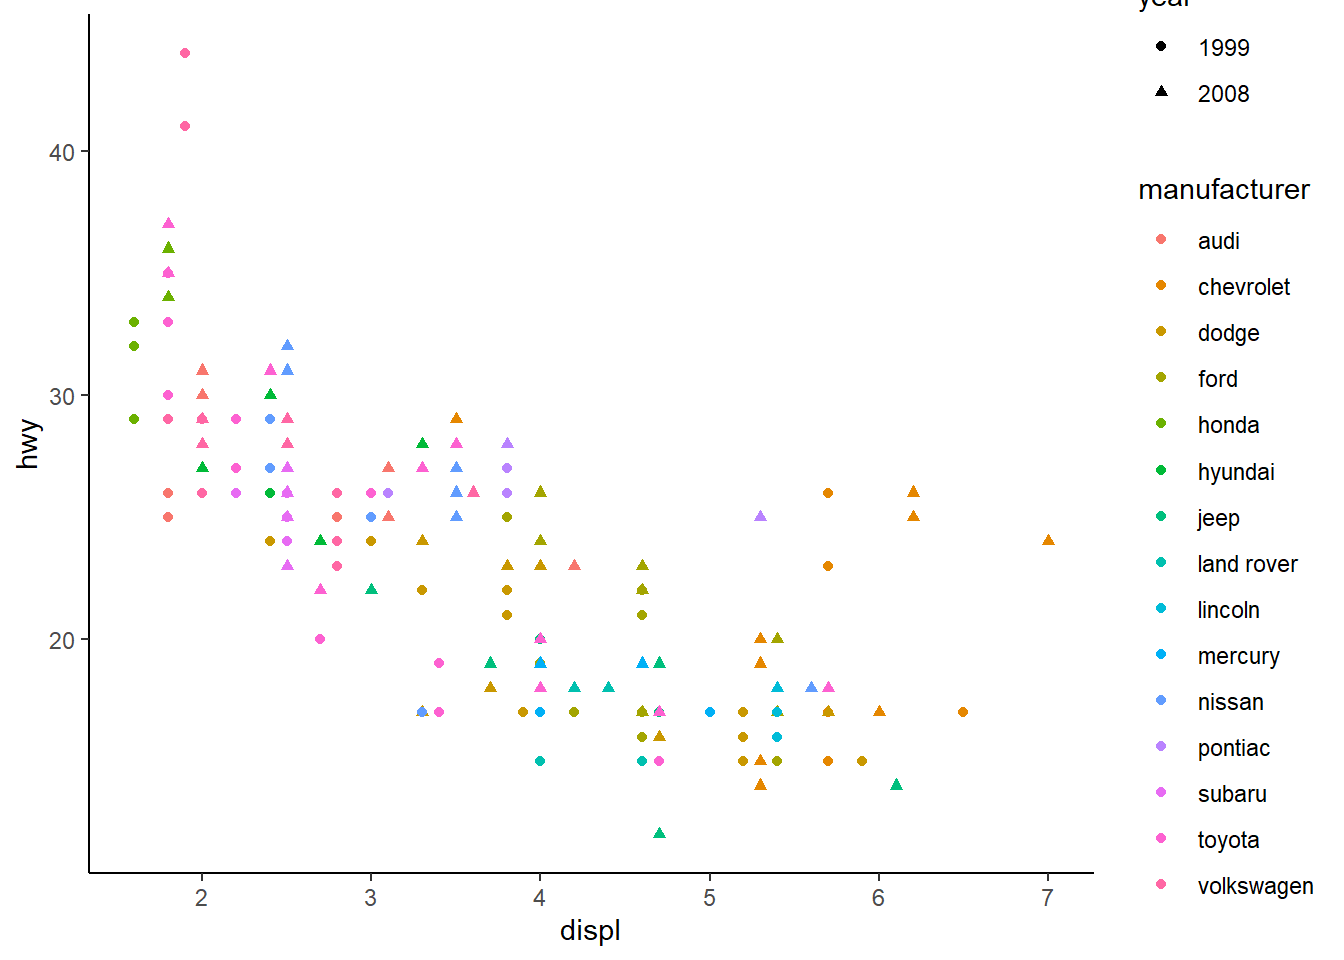 year
1999
2008
manufacturer
audi
chevrolet
dodge
ford
honda
hyundai
jeep
land rover
lincoln
mercury
nissan
pontiac
subaru
toyota
volkswagen
hwy
40
30
20
2 3 4 5 6 7
displ